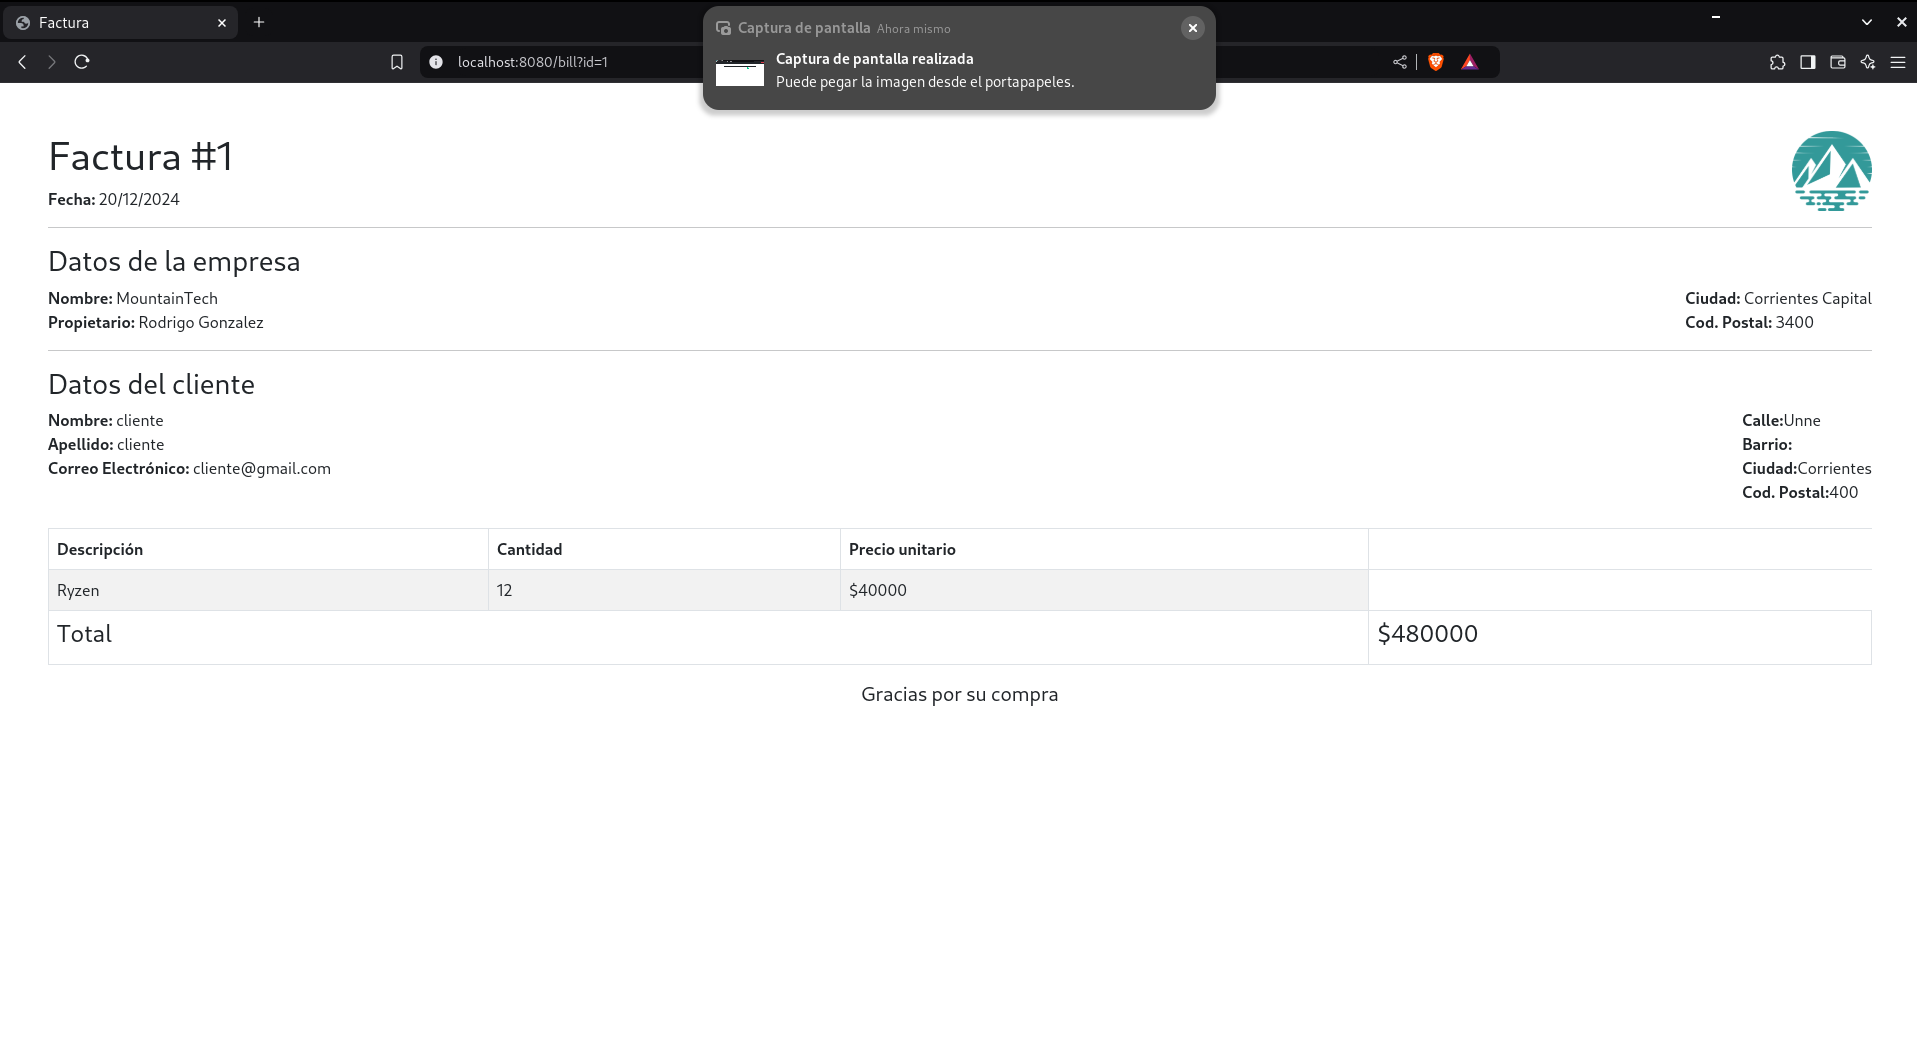 Factura
localhost:8080/bill?id=1
Captura de pantalla Ahora mismo
Captura de pantalla realizada
Puede pegar la imagen desde el portapapeles.
Factura #1
Fecha: 20/12/2024
Datos de la empresa
Nombre: MountainTech
Propietario: Rodrigo Gonzalez
Ciudad: Corrientes Capital
Cod. Postal: 3400
Datos del cliente
Nombre: cliente
Apellido: cliente
Correo Electrónico: cliente@gmail.com
Calle:Unne
Barrio:
Ciudad:Corrientes
Cod. Postal:400
Descripción Cantidad Precio unitario
Ryzen 12 $40000
Total $480000
Gracias por su compra